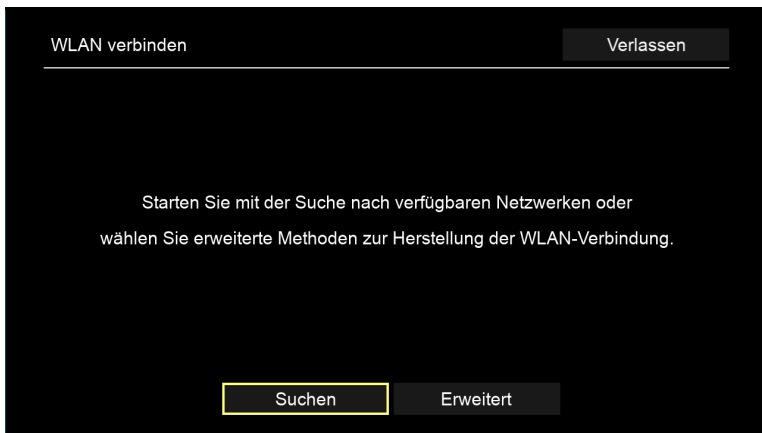 WLAN verbinden
Verlassen
Starten Sie mit der Suche nach verfügbaren Netzwerken oder
wählen Sie erweiterte Methoden zur Herstellung der WLAN-Verbindung.
Suchen
Erweitert